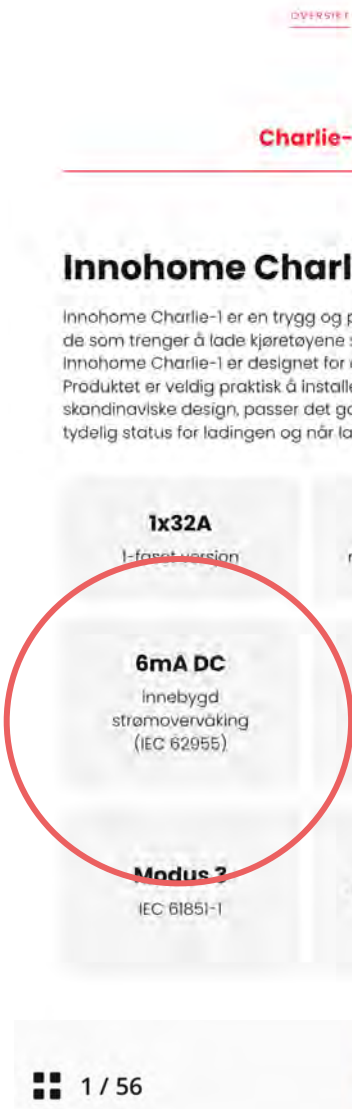 OVERSIKT
Charlie-
Innohome Charl
Innohome Charlie-1 er en trygg og p
de som trenger å lade kjøretøyene s
Innohome Charlie-1 er designet for
Produktet er veldig praktisk å installe
skandinaviske design, passer det go
tydelig status for ladingen og når la
1x32A
1-faset version
6mA DC
Innebygd
strømovervåking
(IEC 62955)
Modus 3
IEC 61851-1
1 / 56